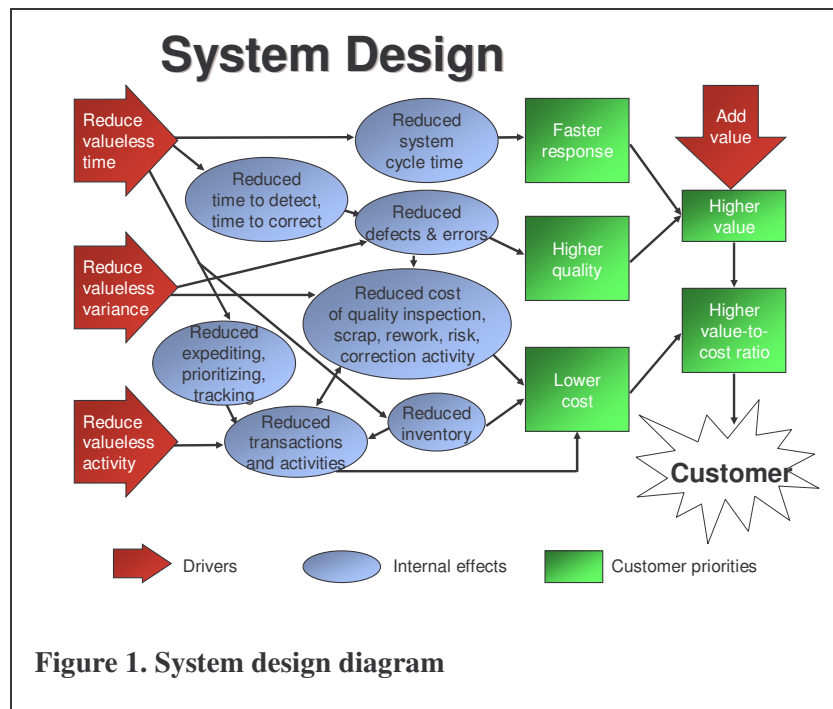 System Design
Reduce
valueless
time
Reduced
system
cycle time
Faster
response
Add
value
Reduced
time to detect,
time to correct
Reduced
defects & errors
Higher
value
Reduce
valueless
variance
Higher
quality
Reduced cost
of quality inspection,
scrap, rework, risk,
correction activity
Higher
value-to-
cost ratio
Reduced
expediting,
prioritizing,
tracking
Lower
cost
Reduce
valueless
activity
Reduced
transactions
and activities
Reduced
inventory
Customer
Drivers
Internal effects
Customer priorities
Figure 1. System design diagram